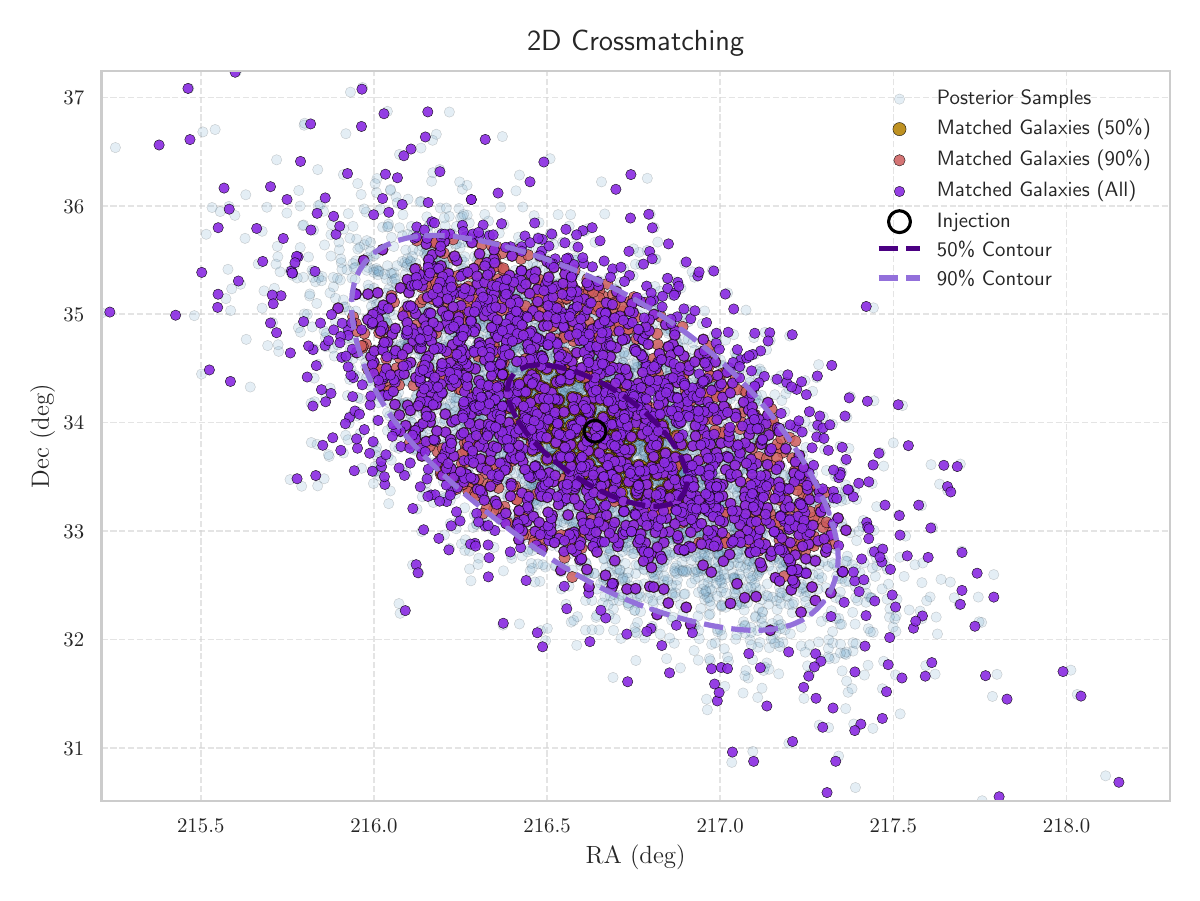 2D Crossmatching
Posterior Samples
Matched Galaxies (50%)
Matched Galaxies (90%)
Matched Galaxies (All)
Injection
50% Contour
90% Contour
37
36
35
34
33
32
31
Dec (deg)
215.5 216.0 216.5 217.0 217.5 218.0
RA (deg)